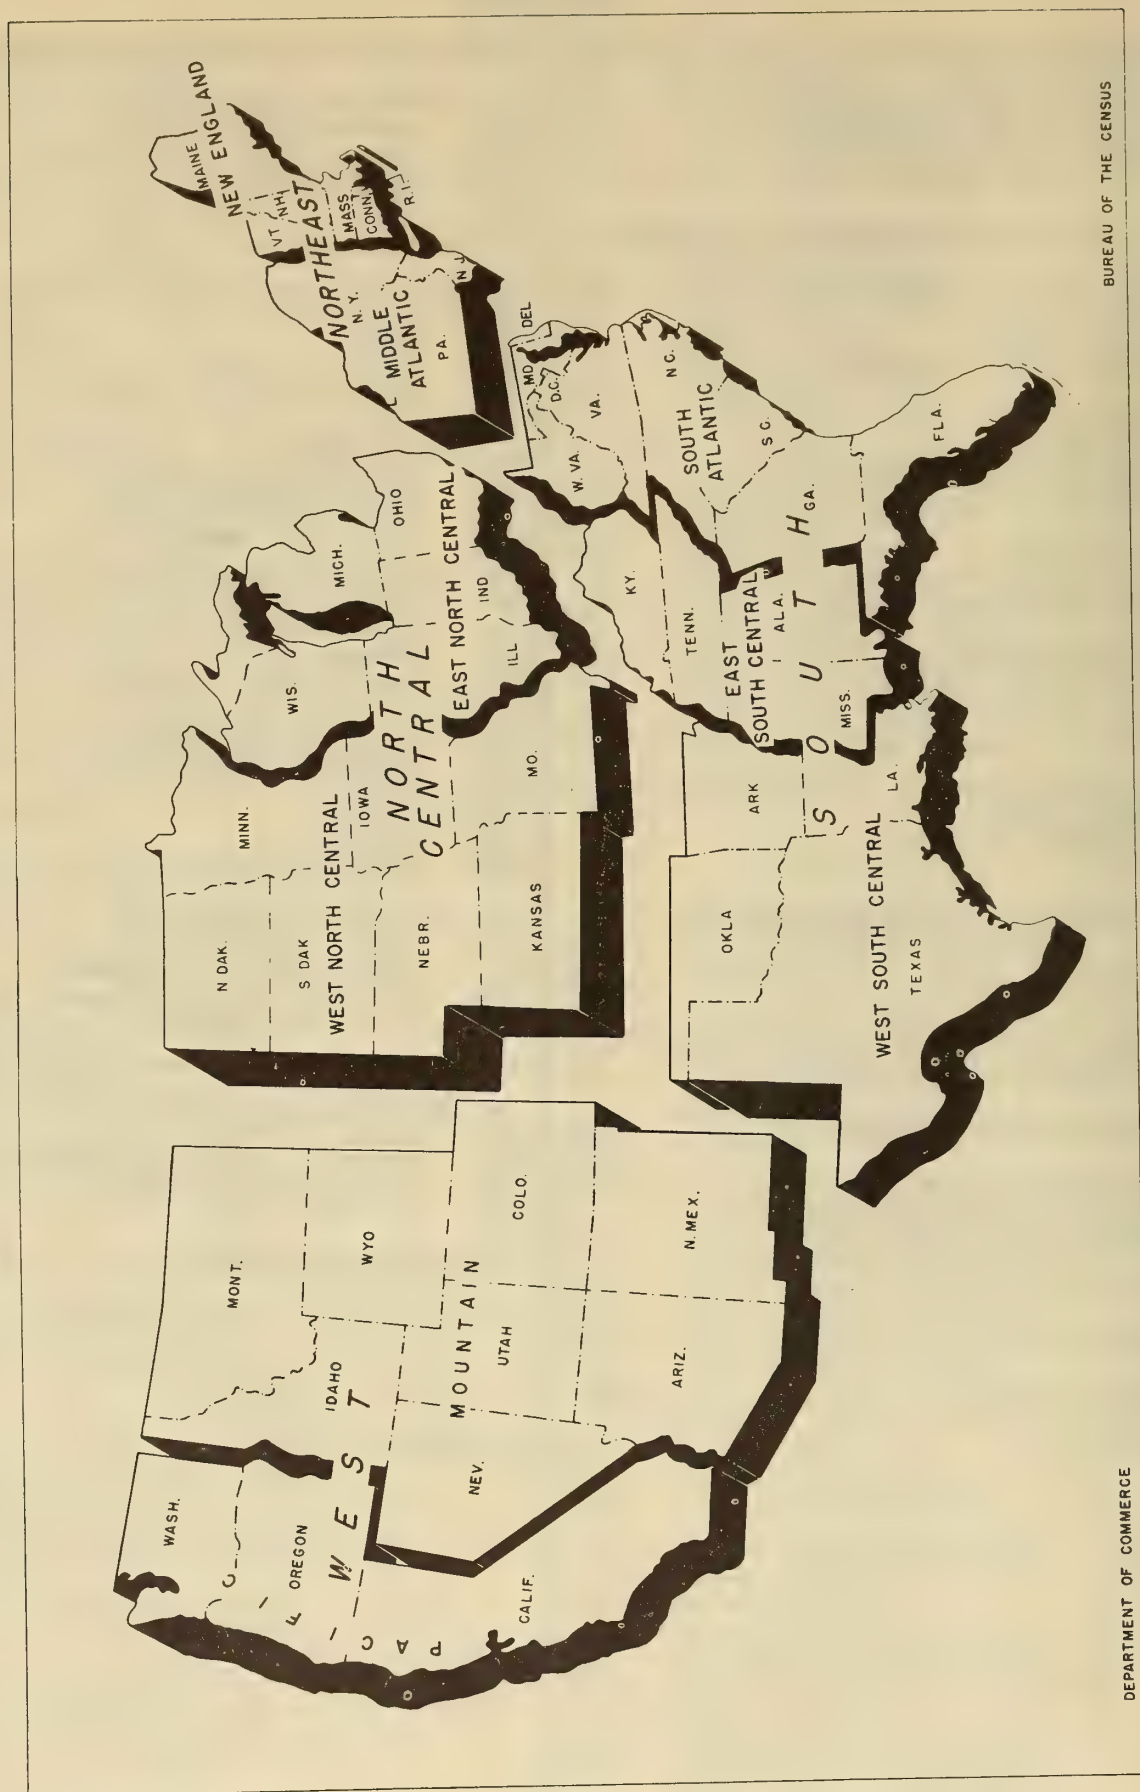 WEST
PACIFIC
WASH.
OREGON
CALIF.
MOUNTAIN
MONT.
IDAHO
WYO
NEV.
UTAH
COLO.
ARIZ.
N. MEX.
NORTH
CENTRAL
WEST NORTH CENTRAL
N DAK.
S DAK
NEBR.
KANSAS
MINN.
IOWA
MO.
EAST NORTH CENTRAL
WIS.
MICH.
ILL
IND
OHIO
NORTHEAST
NEW ENGLAND
MAINE
VT
NH
MASS
CONN.
R.I.
MIDDLE
ATLANTIC
N. Y.
PA.
N J
SOUTH
WEST SOUTH CENTRAL
OKLA
ARK
TEXAS
LA.
EAST
SOUTH CENTRAL
KY.
TENN.
MISS.
ALA.
SOUTH
ATLANTIC
DEL
MD
D.C.
W. VA.
VA.
N C.
S C.
GA.
FLA.
DEPARTMENT OF COMMERCE
BUREAU OF THE CENSUS